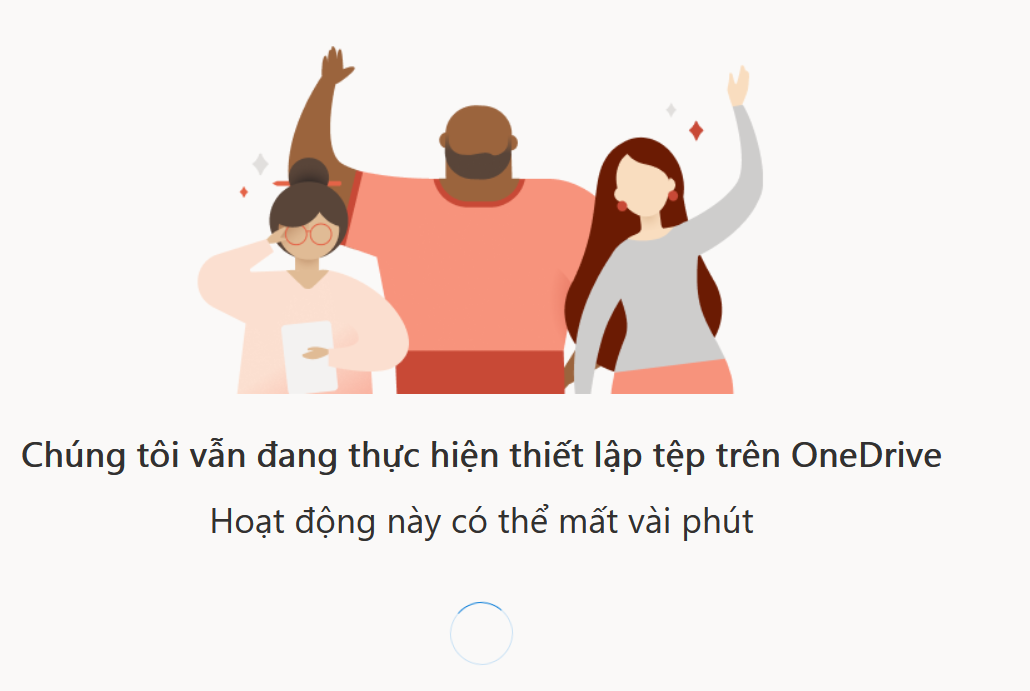 Chúng tôi vẫn đang thực hiện thiết lập tệp trên OneDrive
Hoạt động này có thể mất vài phút